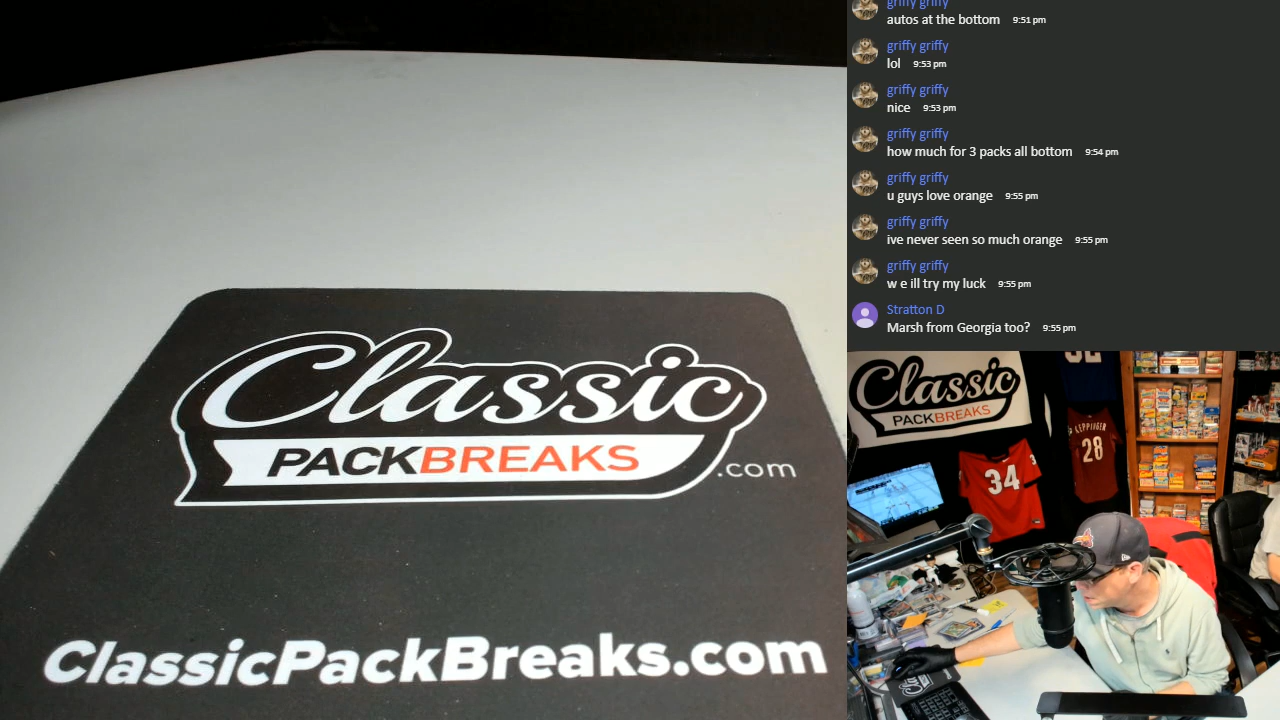 Classic
PACKBREAKS
.com
ClassicPackBreaks.com
griffy griffy
autos at the bottom 9:51 pm
griffy griffy
lol 9:53 pm
griffy griffy
nice 9:53 pm
griffy griffy
how much for 3 packs all bottom 9:54 pm
griffy griffy
u guys love orange 9:55 pm
griffy griffy
ive never seen so much orange 9:55 pm
griffy griffy
w e ill try my luck 9:55 pm
Stratton D
Marsh from Georgia too? 9:55 pm
Classic
PACKBREAKS
34
LEPPINGER
28
Classic